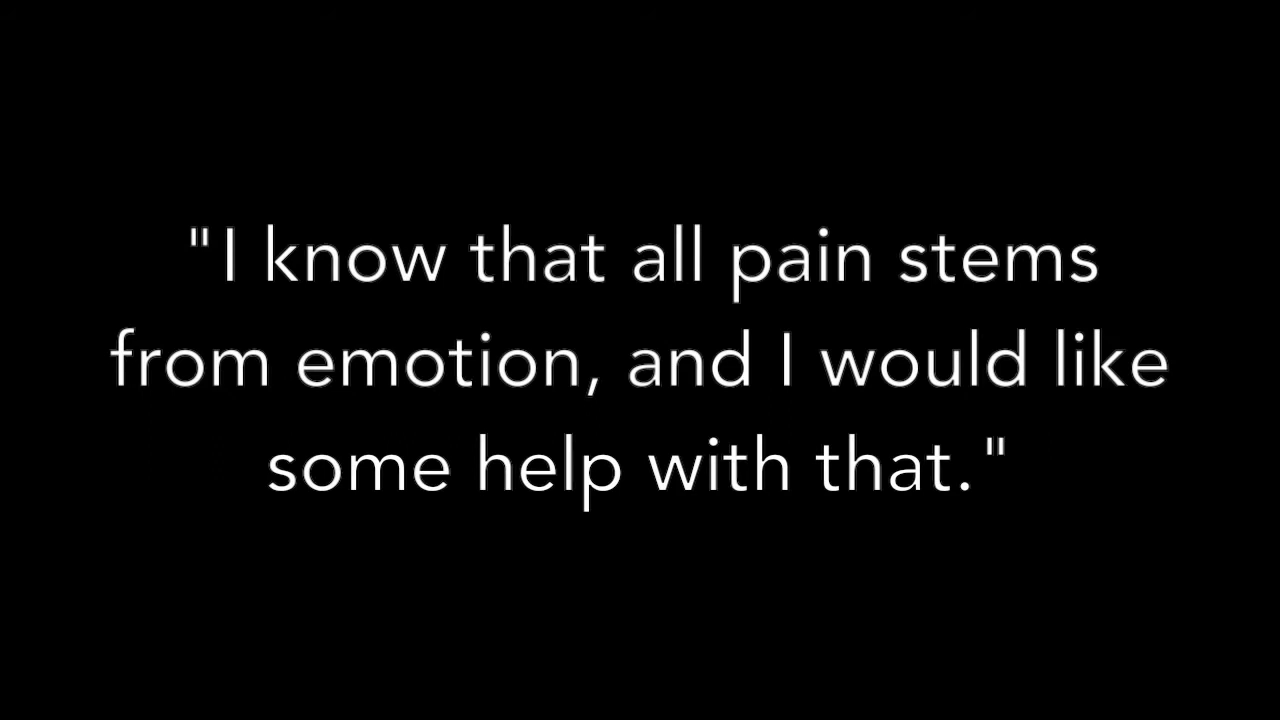 "I know that all pain stems
from emotion, and I would like
some help with that."